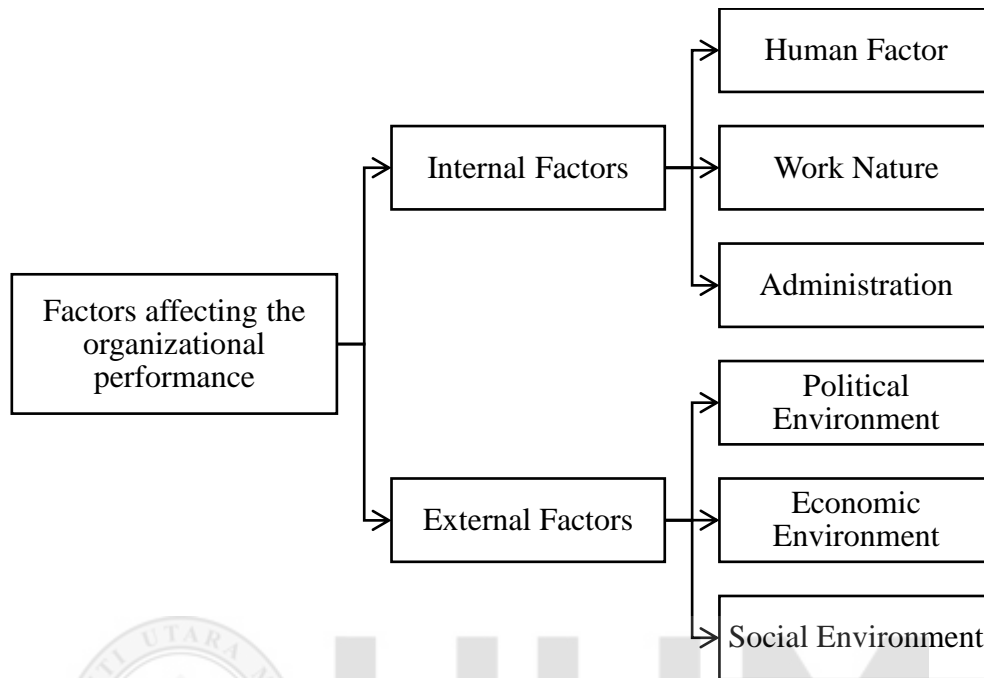 Human Factor
Internal Factors
Work Nature
Administration
Factors affecting the
organizational
performance
Political
Environment
External Factors
Economic
Environment
Social Environment
UTARA